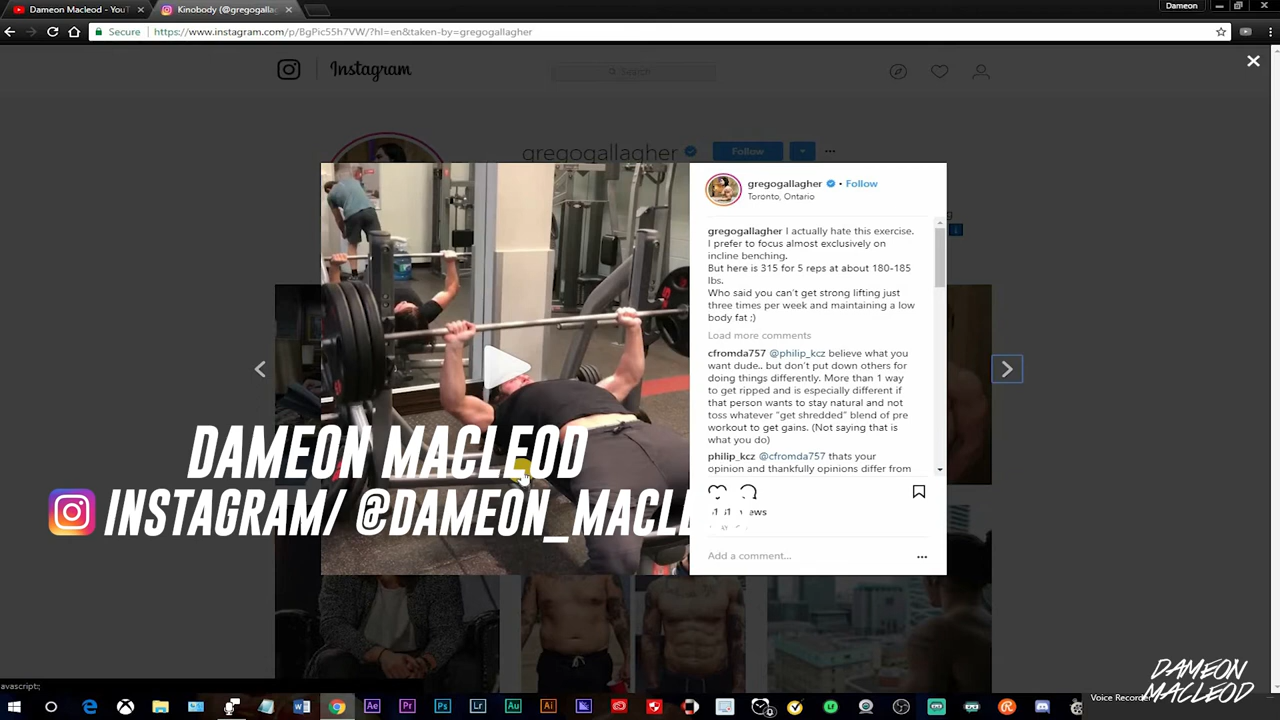 Dameon Macleod - YouT
Kinobody (@gregogallag
Dameon
Secure
https://www.instagram.com/p/BgPic55h7VW/?hl=en&taken-by=gregogallagher
Instagram
Search
gregogallagher
Follow
gregogallagher • Follow
Toronto, Ontario
gregogallagher I actually hate this exercise.
I prefer to focus almost exclusively on
incline benching.
But here is 315 for 5 reps at about 180-185
lbs.
Who said you can't get strong lifting just
three times per week and maintaining a low
body fat ;)
Load more comments
cfromda757 @philip_kcz believe what you
want dude.. but don't put down others for
doing things differently. More than 1 way
to get ripped and is especially different if
that person wants to stay natural and not
toss whatever "get shredded" blend of pre
workout to get gains. (Not saying that is
what you do)
philip_kcz @cfromda757 thats your
opinion and thankfully opinions differ from
views
Add a comment...
DAMEON MACLEOD
INSTAGRAM/ @DAMEON_MACLE
javascript:;
Voice Recorder
DAMEON
MACLEOD